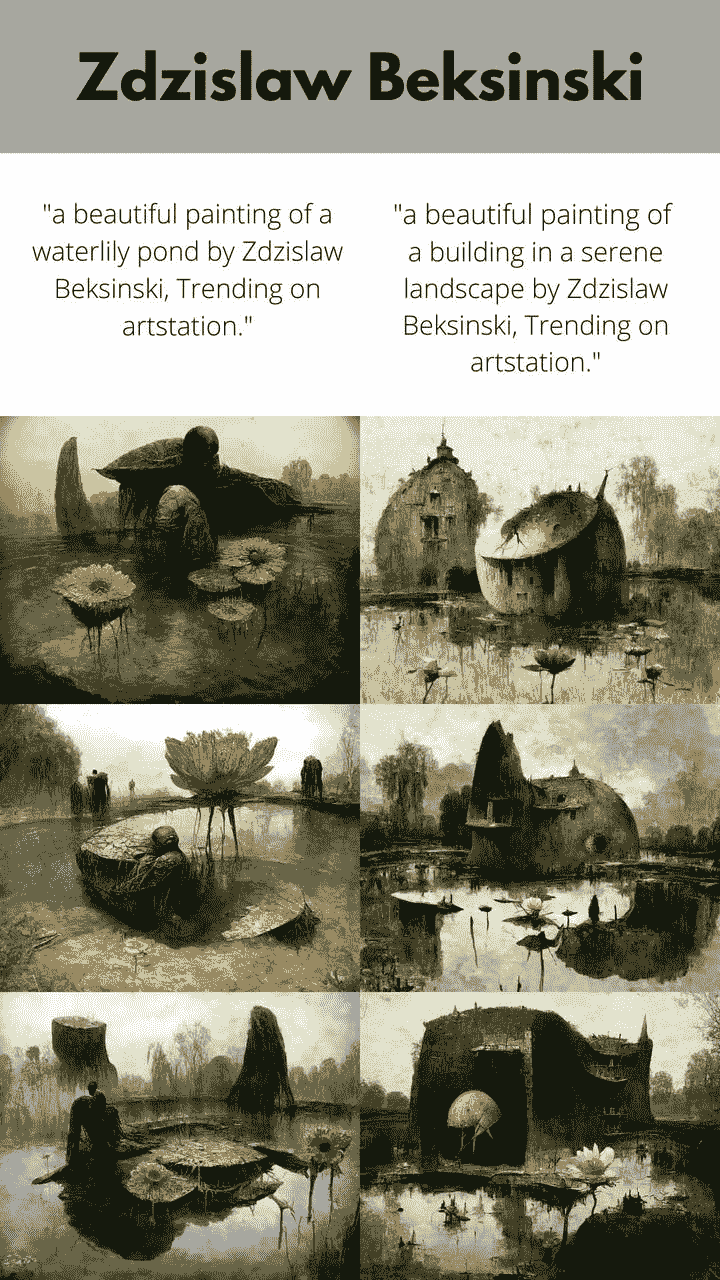 Zdzislaw Beksinski
"a beautiful painting of a
waterlily pond by Zdzislaw
Beksinski, Trending on
artstation."
"a beautiful painting of
a building in a serene
landscape by Zdzislaw
Beksinski, Trending on
artstation."